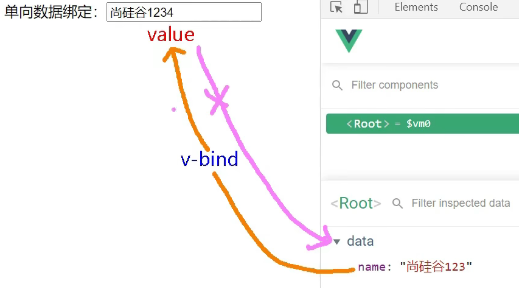 单向数据绑定：尚硅谷1234
Elements Console
value
Filter components
<Root> = $vm0
v-bind
<Root> Filter inspected data
data
name: "尚硅谷123"